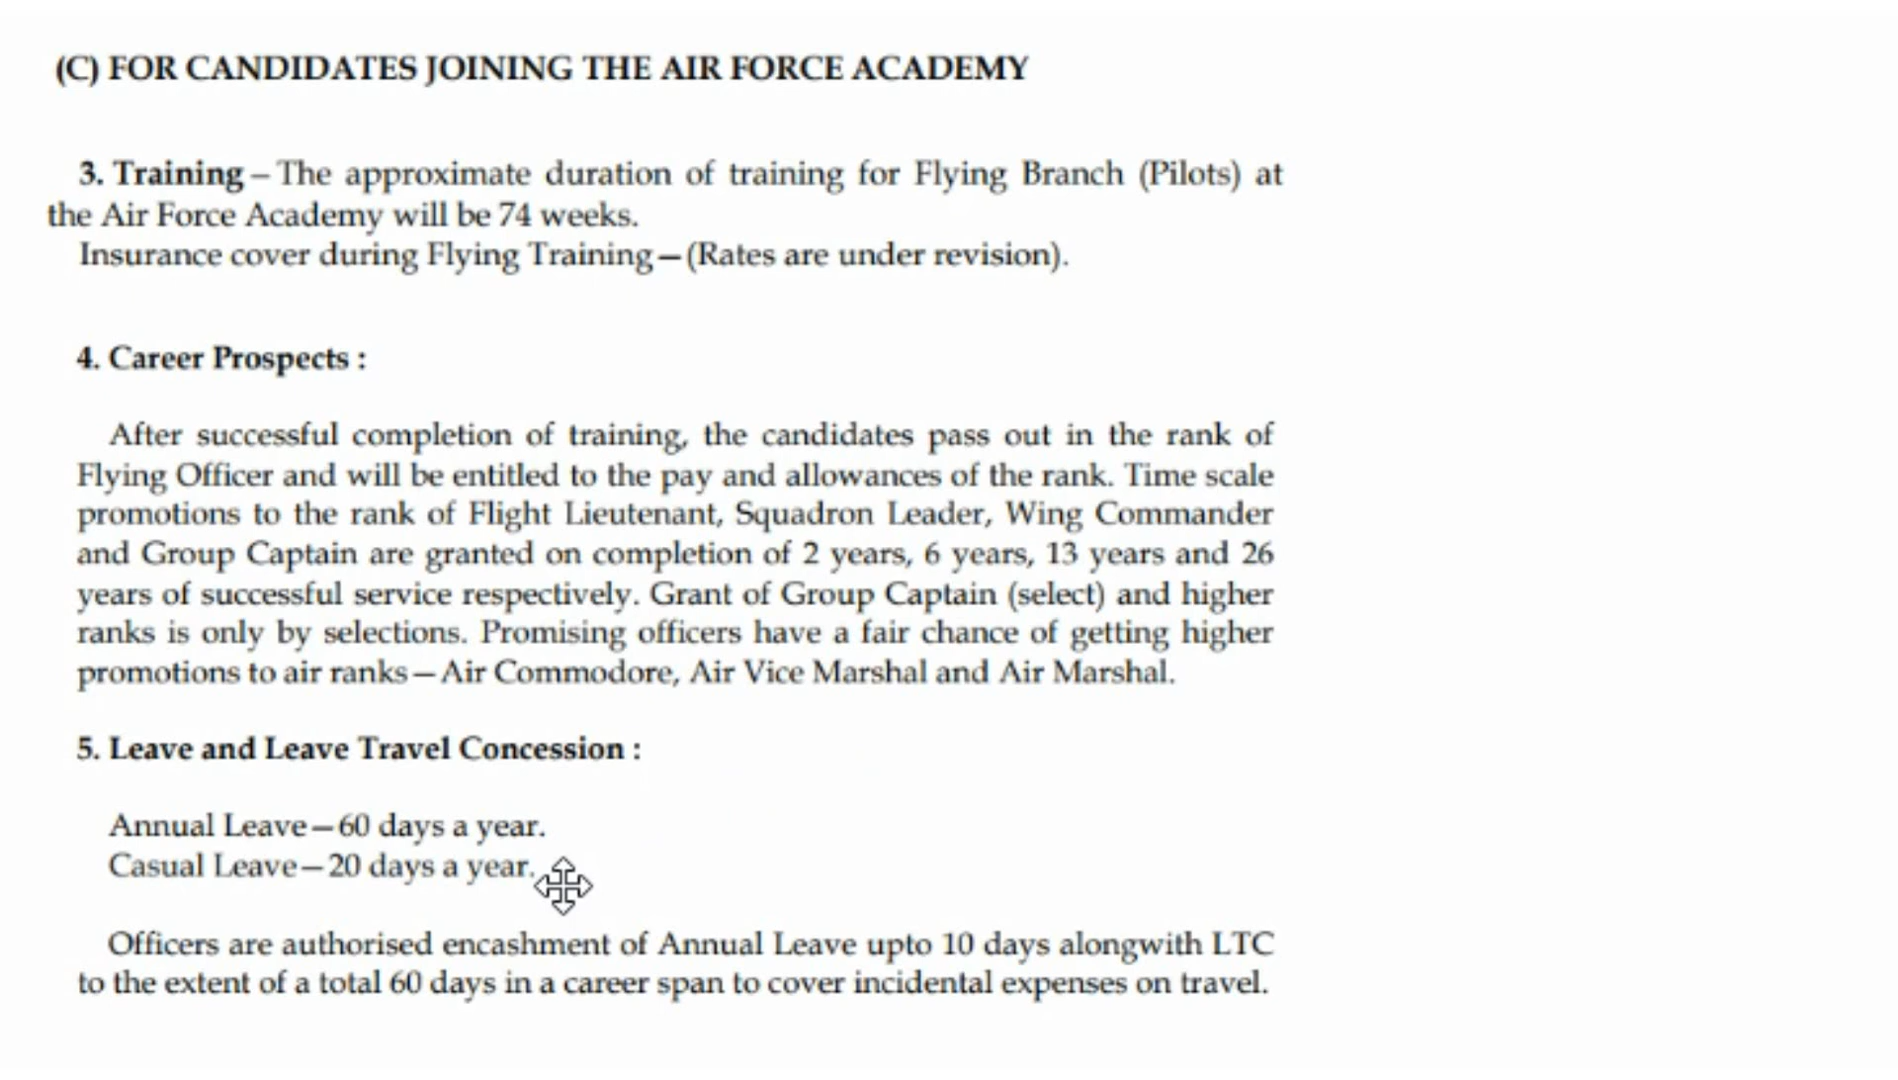 (C) FOR CANDIDATES JOINING THE AIR FORCE ACADEMY
3. Training—The approximate duration of training for Flying Branch (Pilots) at
the Air Force Academy will be 74 weeks.
Insurance cover during Flying Training—(Rates are under revision).
4. Career Prospects :
After successful completion of training, the candidates pass out in the rank of
Flying Officer and will be entitled to the pay and allowances of the rank. Time scale
promotions to the rank of Flight Lieutenant, Squadron Leader, Wing Commander
and Group Captain are granted on completion of 2 years, 6 years, 13 years and 26
years of successful service respectively. Grant of Group Captain (select) and higher
ranks is only by selections. Promising officers have a fair chance of getting higher
promotions to air ranks—Air Commodore, Air Vice Marshal and Air Marshal.
5. Leave and Leave Travel Concession :
Annual Leave—60 days a year.
Casual Leave—20 days a year.
Officers are authorised encashment of Annual Leave upto 10 days alongwith LTC
to the extent of a total 60 days in a career span to cover incidental expenses on travel.